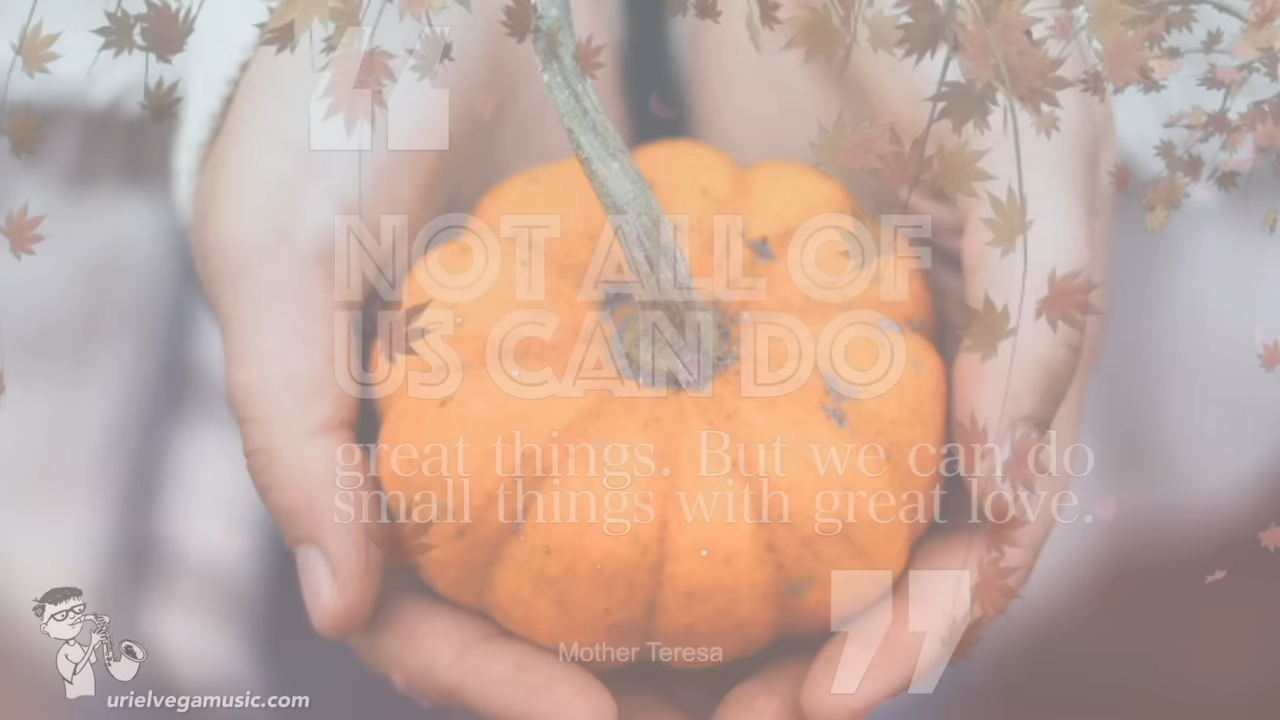 “
NOT ALL OF
US CAN DO
great things. But we can do
small things with great love.
”
Mother Teresa
urielvegamusic.com